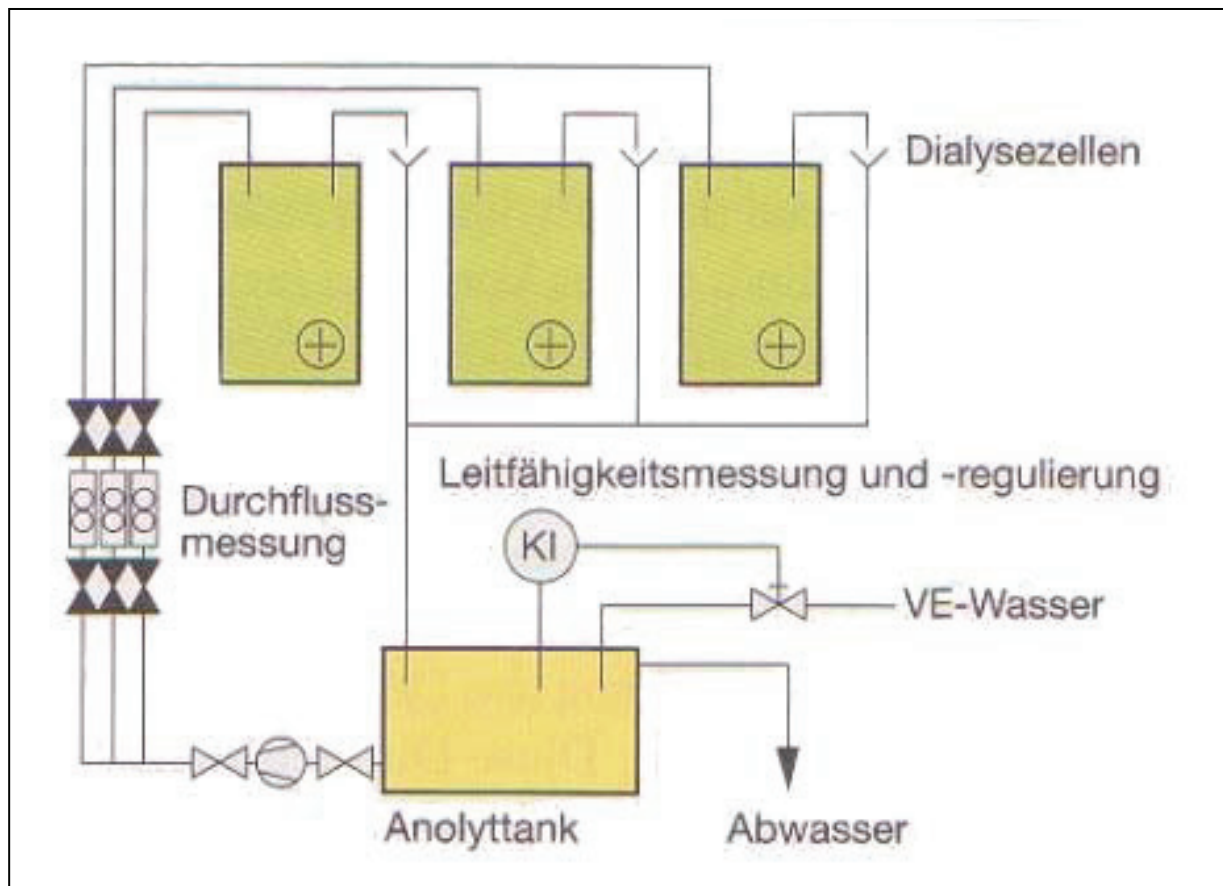 Dialysezellen
Leitfähigkeitsmessung und -regulierung
Durchfluss-
messung
KI
VE-Wasser
Anolyttank
Abwasser